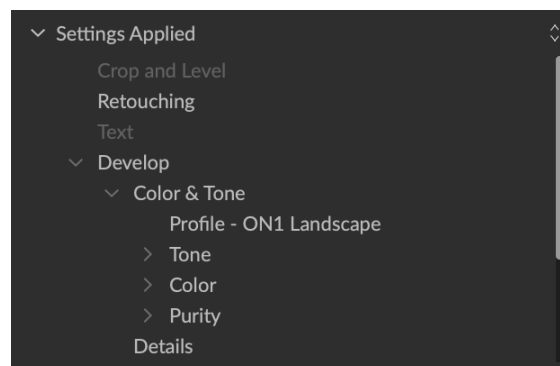 Settings Applied
Crop and Level
Retouching
Text
Develop
Color & Tone
Profile - ON1 Landscape
Tone
Color
Purity
Details